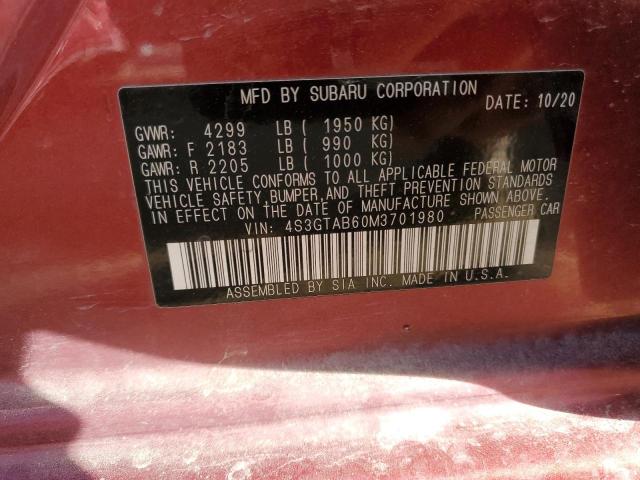 MFD BY SUBARU CORPORATION
DATE: 10/20
GVWR: 4299 LB ( 1950 KG)
GAWR: F 2183 LB ( 990 KG)
GAWR: R 2205 LB ( 1000 KG)
THIS VEHICLE CONFORMS TO ALL APPLICABLE FEDERAL MOTOR
VEHICLE SAFETY,BUMPER,AND THEFT PREVENTION STANDARDS
IN EFFECT ON THE DATE OF MANUFACTURE SHOWN ABOVE.
VIN: 4S3GTAB60M3701980 PASSENGER CAR
ASSEMBLED BY SIA INC. MADE IN U.S.A.